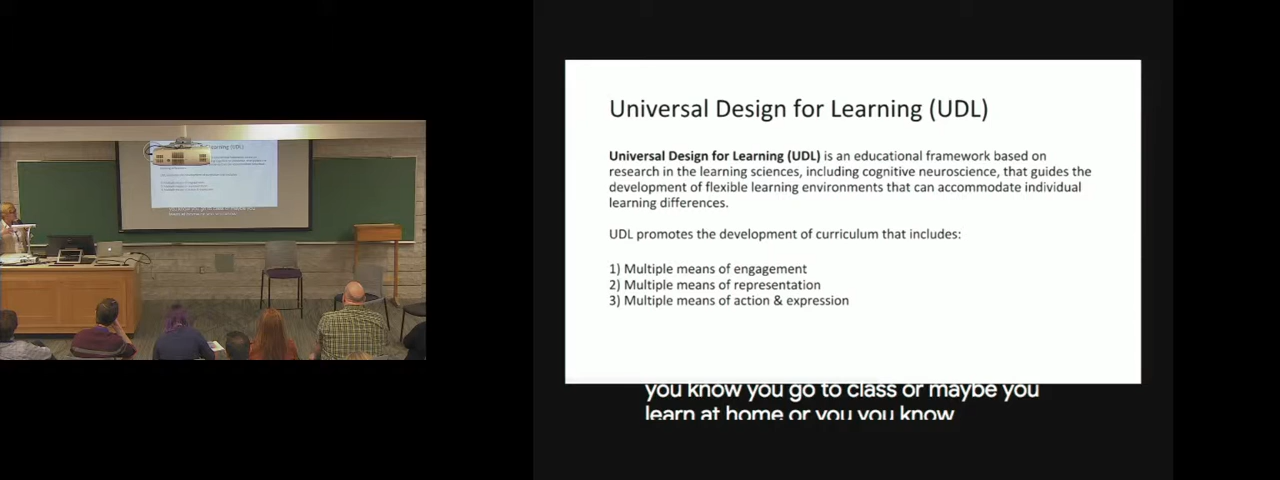 Universal Design for Learning (UDL)
Universal Design for Learning (UDL) is an educational framework based on
research in the learning sciences, including cognitive neuroscience, that guides the
development of flexible learning environments that can accommodate individual
learning differences.
UDL promotes the development of curriculum that includes:
1) Multiple means of engagement
2) Multiple means of representation
3) Multiple means of action & expression
you know you go to class or maybe you
learn at home or you you know